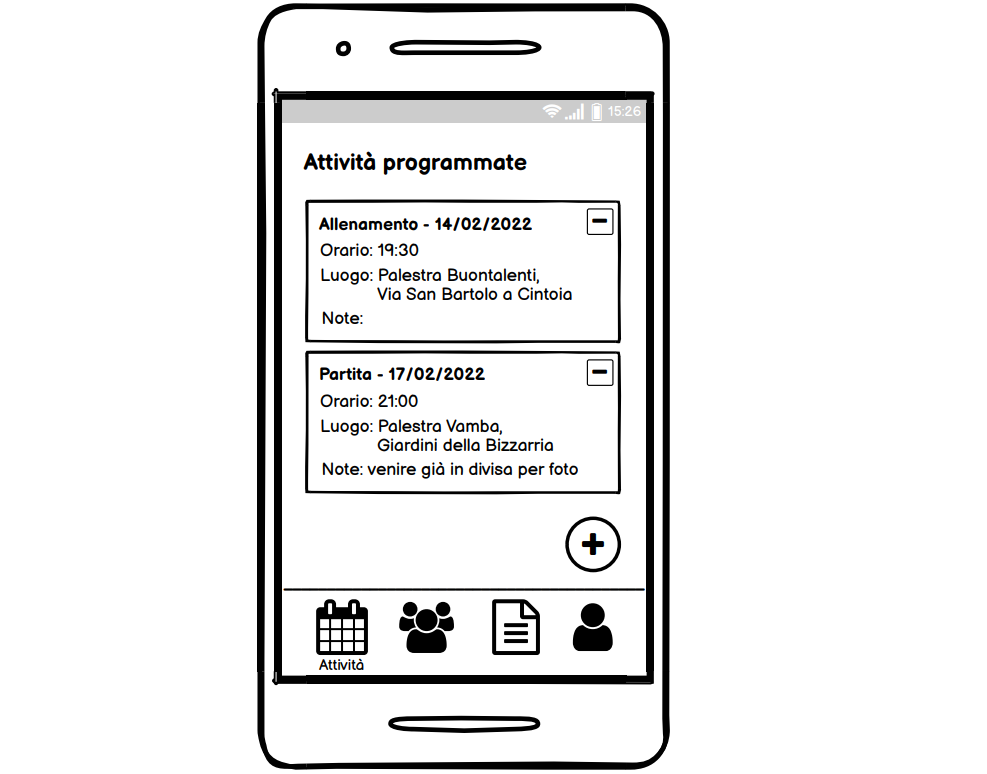 15:26
Attività programmate
Allenamento - 14/02/2022
Orario: 19:30
Luogo: Palestra Buontalenti,
Via San Bartolo a Cintoia
Note:
Partita - 17/02/2022
Orario: 21:00
Luogo: Palestra Vamba,
Giardini della Bizzarria
Note: venire già in divisa per foto
Attività